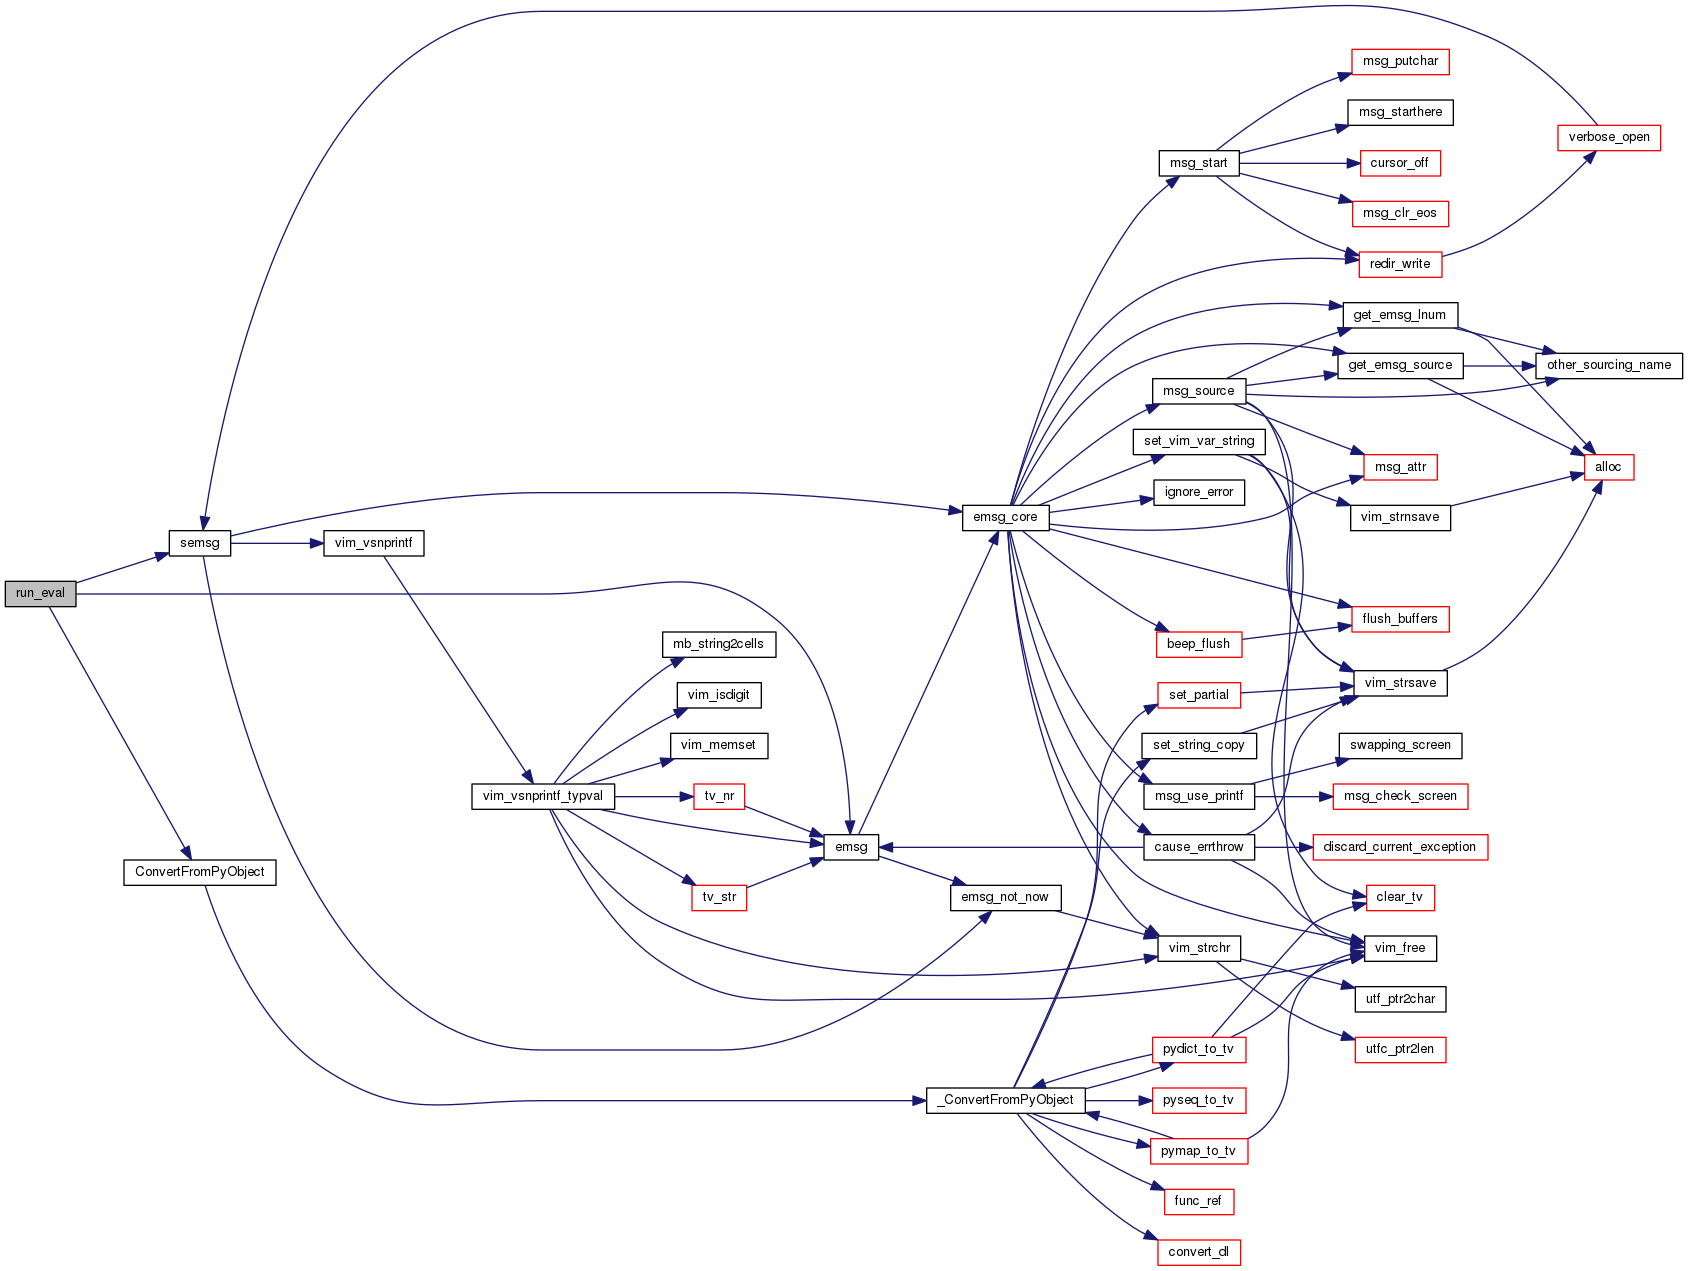 msg_putchar
msg_starthere
verbose_open
msg_start
cursor_off
msg_clr_eos
redir_write
get_emsg_lnum
get_emsg_source
other_sourcing_name
msg_source
set_vim_var_string
msg_attr
alloc
ignore_error
emsg_core
vim_strnsave
semsg
vim_vsnprintf
run_eval
flush_buffers
beep_flush
mb_string2cells
vim_strsave
vim_isdigit
set_partial
vim_memset
set_string_copy
swapping_screen
vim_vsnprintf_typval
tv_nr
msg_use_printf
msg_check_screen
emsg
cause_errthrow
discard_current_exception
ConvertFromPyObject
tv_str
emsg_not_now
clear_tv
vim_strchr
vim_free
utf_ptr2char
pydict_to_tv
utfc_ptr2len
_ConvertFromPyObject
pyseq_to_tv
pymap_to_tv
func_ref
convert_dl